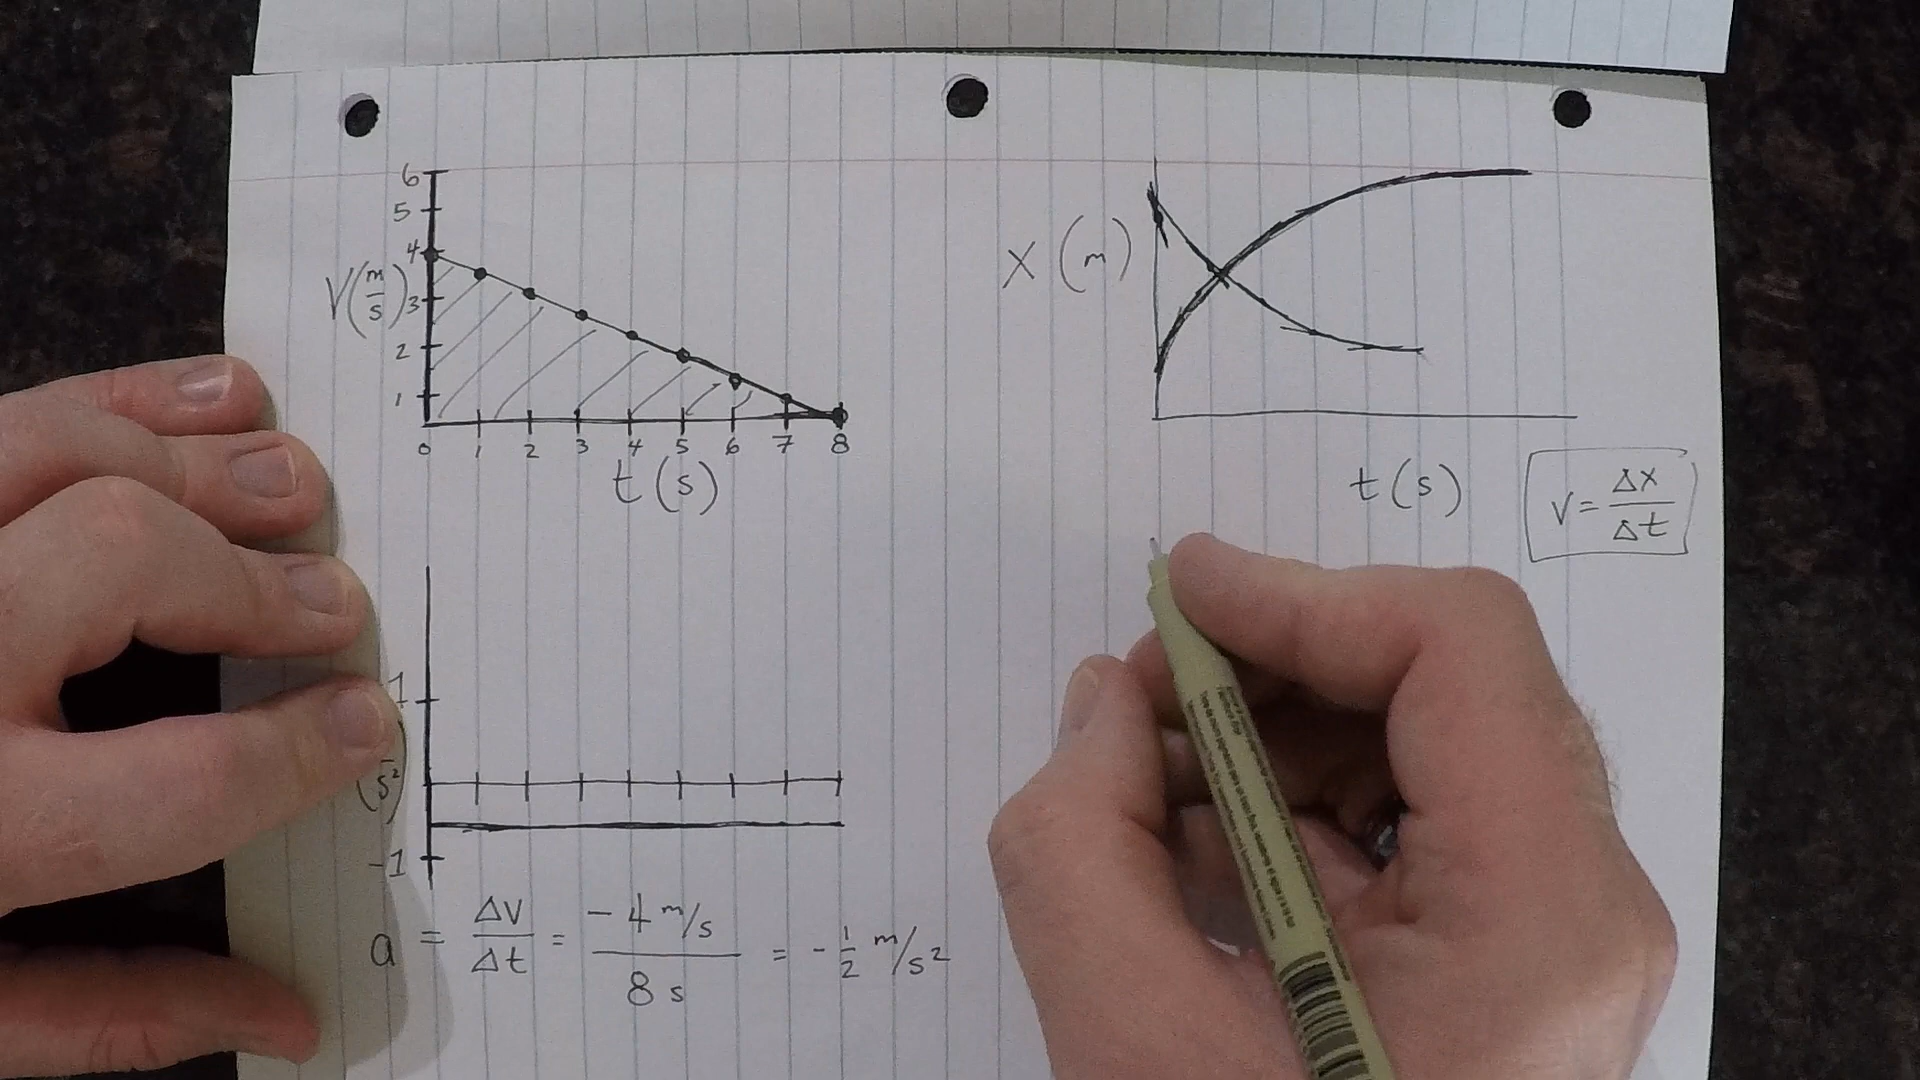 6
5
4
V(m/s) 3
2
1
0 1 2 3 4 5 6 7 8
t (s)
X (m)
t (s)
V = Δx/Δt
1
-1
a = Δv/Δt = -4 m/s / 8 s = -1/2 m/s²